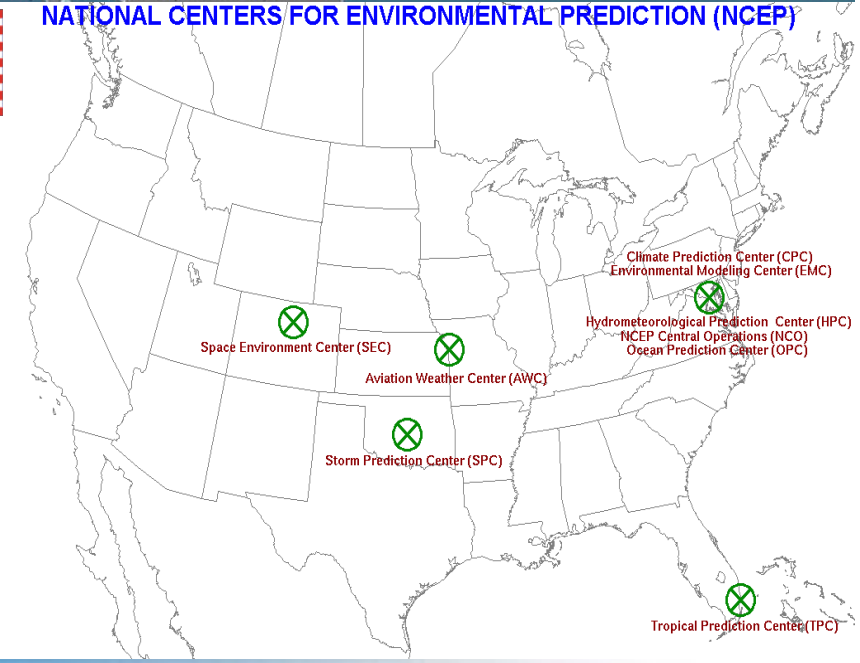 NATIONAL CENTERS FOR ENVIRONMENTAL PREDICTION (NCEP)
Climate Prediction Center (CPC)
Environmental Modeling Center (EMC)
Hydrometeorological Prediction Center (HPC)
NCEP Central Operations (NCO)
Ocean Prediction Center (OPC)
Space Environment Center (SEC)
Aviation Weather Center (AWC)
Storm Prediction Center (SPC)
Tropical Prediction Center (TPC)